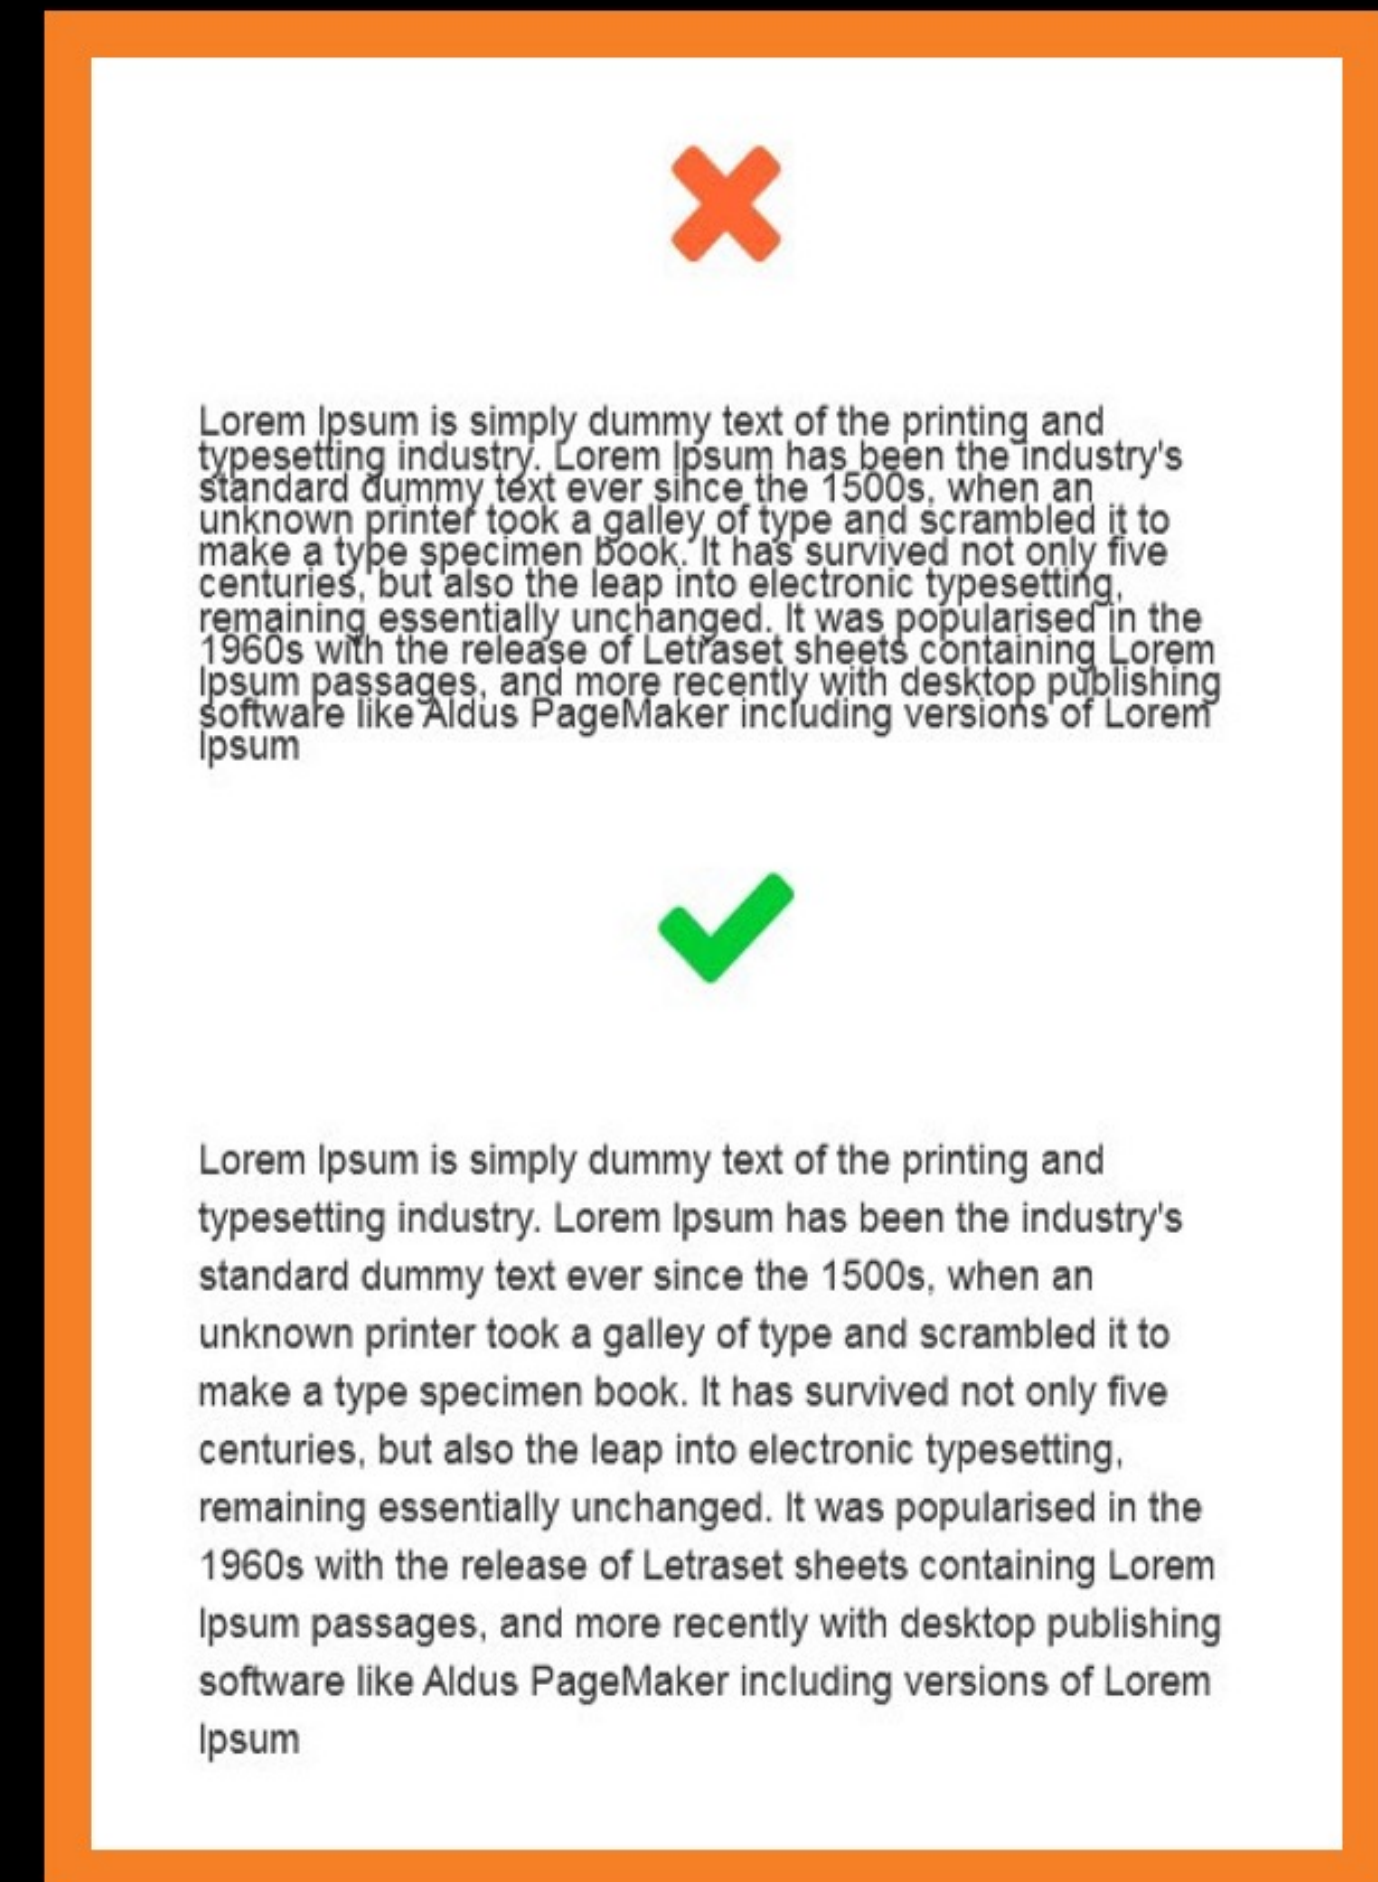 Lorem Ipsum is simply dummy text of the printing and
typesetting industry. Lorem Ipsum has been the industry's
standard dummy text ever since the 1500s, when an
unknown printer took a galley of type and scrambled it to
make a type specimen book. It has survived not only five
centuries, but also the leap into electronic typesetting,
remaining essentially unchanged. It was popularised in the
1960s with the release of Letraset sheets containing Lorem
Ipsum passages, and more recently with desktop publishing
software like Aldus PageMaker including versions of Lorem
Ipsum
Lorem Ipsum is simply dummy text of the printing and
typesetting industry. Lorem Ipsum has been the industry's
standard dummy text ever since the 1500s, when an
unknown printer took a galley of type and scrambled it to
make a type specimen book. It has survived not only five
centuries, but also the leap into electronic typesetting,
remaining essentially unchanged. It was popularised in the
1960s with the release of Letraset sheets containing Lorem
Ipsum passages, and more recently with desktop publishing
software like Aldus PageMaker including versions of Lorem
Ipsum